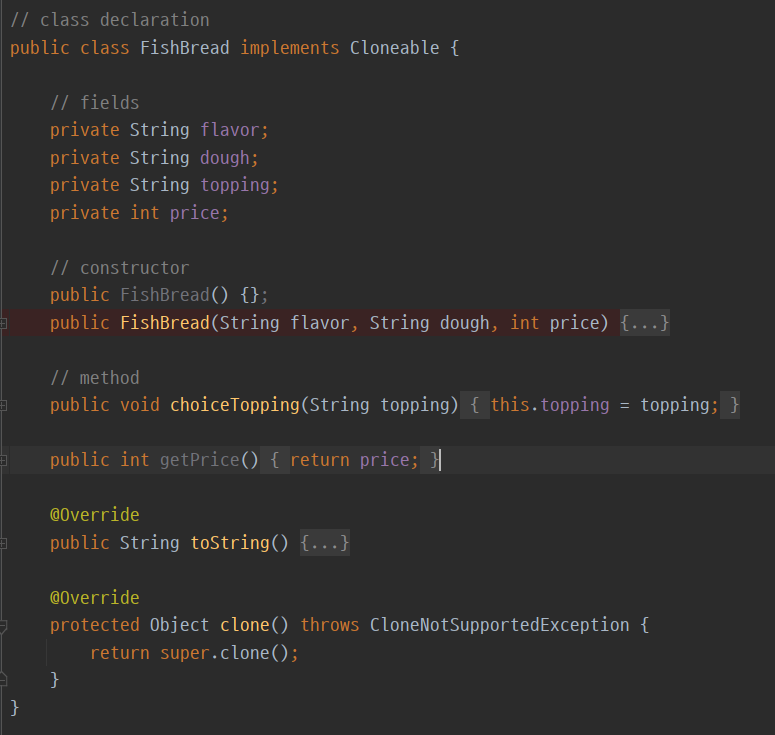 // class declaration
public class FishBread implements Cloneable {
// fields
private String flavor;
private String dough;
private String topping;
private int price;
// constructor
public FishBread() {};
public FishBread(String flavor, String dough, int price) {...}
// method
public void choiceTopping(String topping) { this.topping = topping; }
public int getPrice() { return price; }
@Override
public String toString() {...}
@Override
protected Object clone() throws CloneNotSupportedException {
return super.clone();
}
}